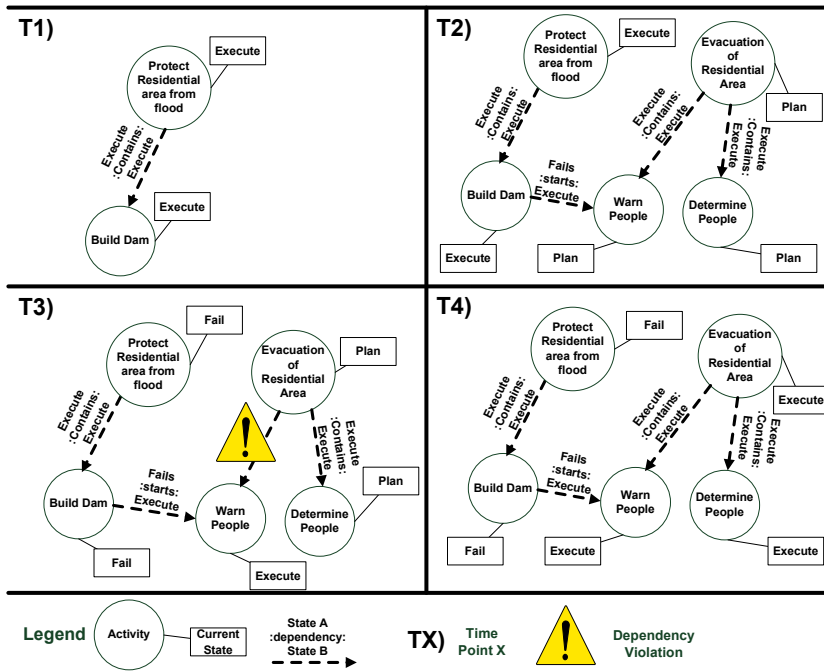 T1)
Execute
Protect
Residential
area from
flood
Execute
:Contains:
Execute
Execute
Build Dam
T2)
Protect
Residential
area from
flood
Execute
Evacuation
of
Residential
Area
Plan
Execute
:Contains:
Execute
Execute
:Contains:
Execute
Execute
:Contains:
Execute
Build Dam
Fails
:starts:
Execute
Warn
People
Determine
People
Execute
Plan
Plan
T3)
Fail
Protect
Residential
area from
flood
Evacuation
of
Residential
Area
Plan
Execute
:Contains:
Execute
!
Execute
:Contains:
Execute
Build Dam
Fails
:starts:
Execute
Warn
People
Determine
People
Plan
Fail
Execute
T4)
Protect
Residential
area from
flood
Fail
Evacuation
of
Residential
Area
Execute
Execute
:Contains:
Execute
Execute
:Contains:
Execute
Execute
:Contains:
Execute
Build Dam
Fails
:starts:
Execute
Warn
People
Determine
People
Fail
Execute
Execute
Legend
Activity
Current
State
State A
:dependency:
State B
TX)
Time
Point X
!
Dependency
Violation